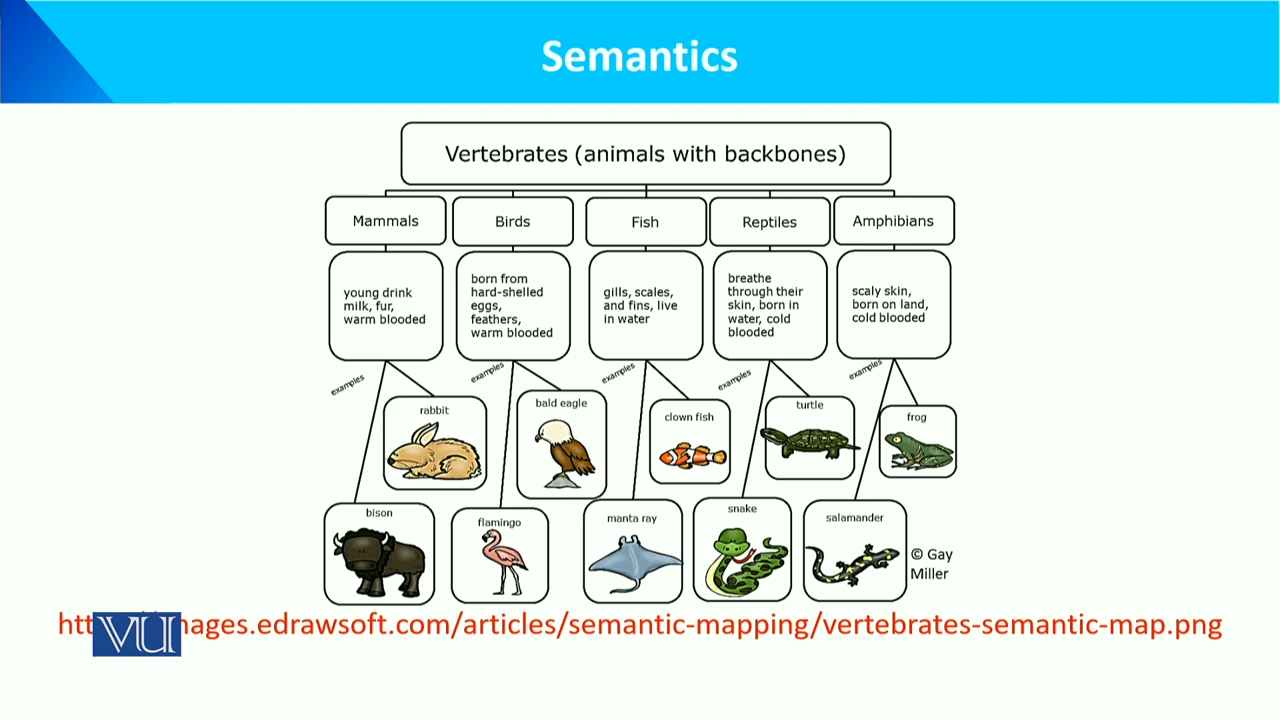 Semantics
Vertebrates (animals with backbones)
Mammals
Birds
Fish
Reptiles
Amphibians
young drink
milk, fur,
warm blooded
born from
hard-shelled
eggs,
feathers,
warm blooded
gills, scales,
and fins, live
in water
breathe
through their
skin, born in
water, cold
blooded
scaly skin,
born on land,
cold blooded
examples
examples
examples
examples
examples
rabbit
bald eagle
clown fish
turtle
frog
bison
flamingo
manta ray
snake
salamander
© Gay
Miller
htt mages.edrawsoft.com/articles/semantic-mapping/vertebrates-semantic-map.png
VU